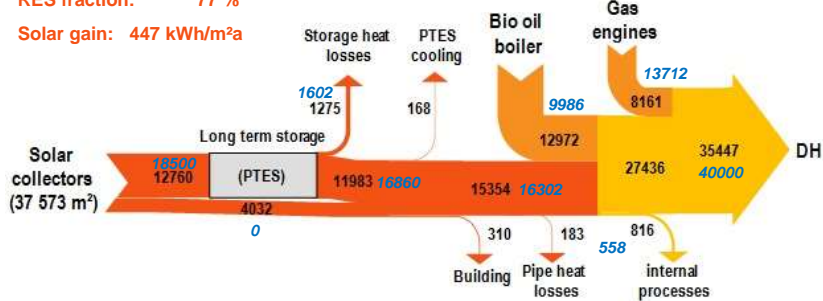 RES fraction: 77 %
Solar gain: 447 kWh/m²a
Storage heat
losses
PTES
cooling
Bio oil
boiler
Gas
engines
1602
1275
168
9986
12972
13712
8161
Long term storage
Solar
collectors
(37 573 m²)
18500
12760
(PTES)
11983 16860
15354 16302
27436
35447
40000
DH
4032
0
310
183
558
816
Building
Pipe heat
losses
internal
processes